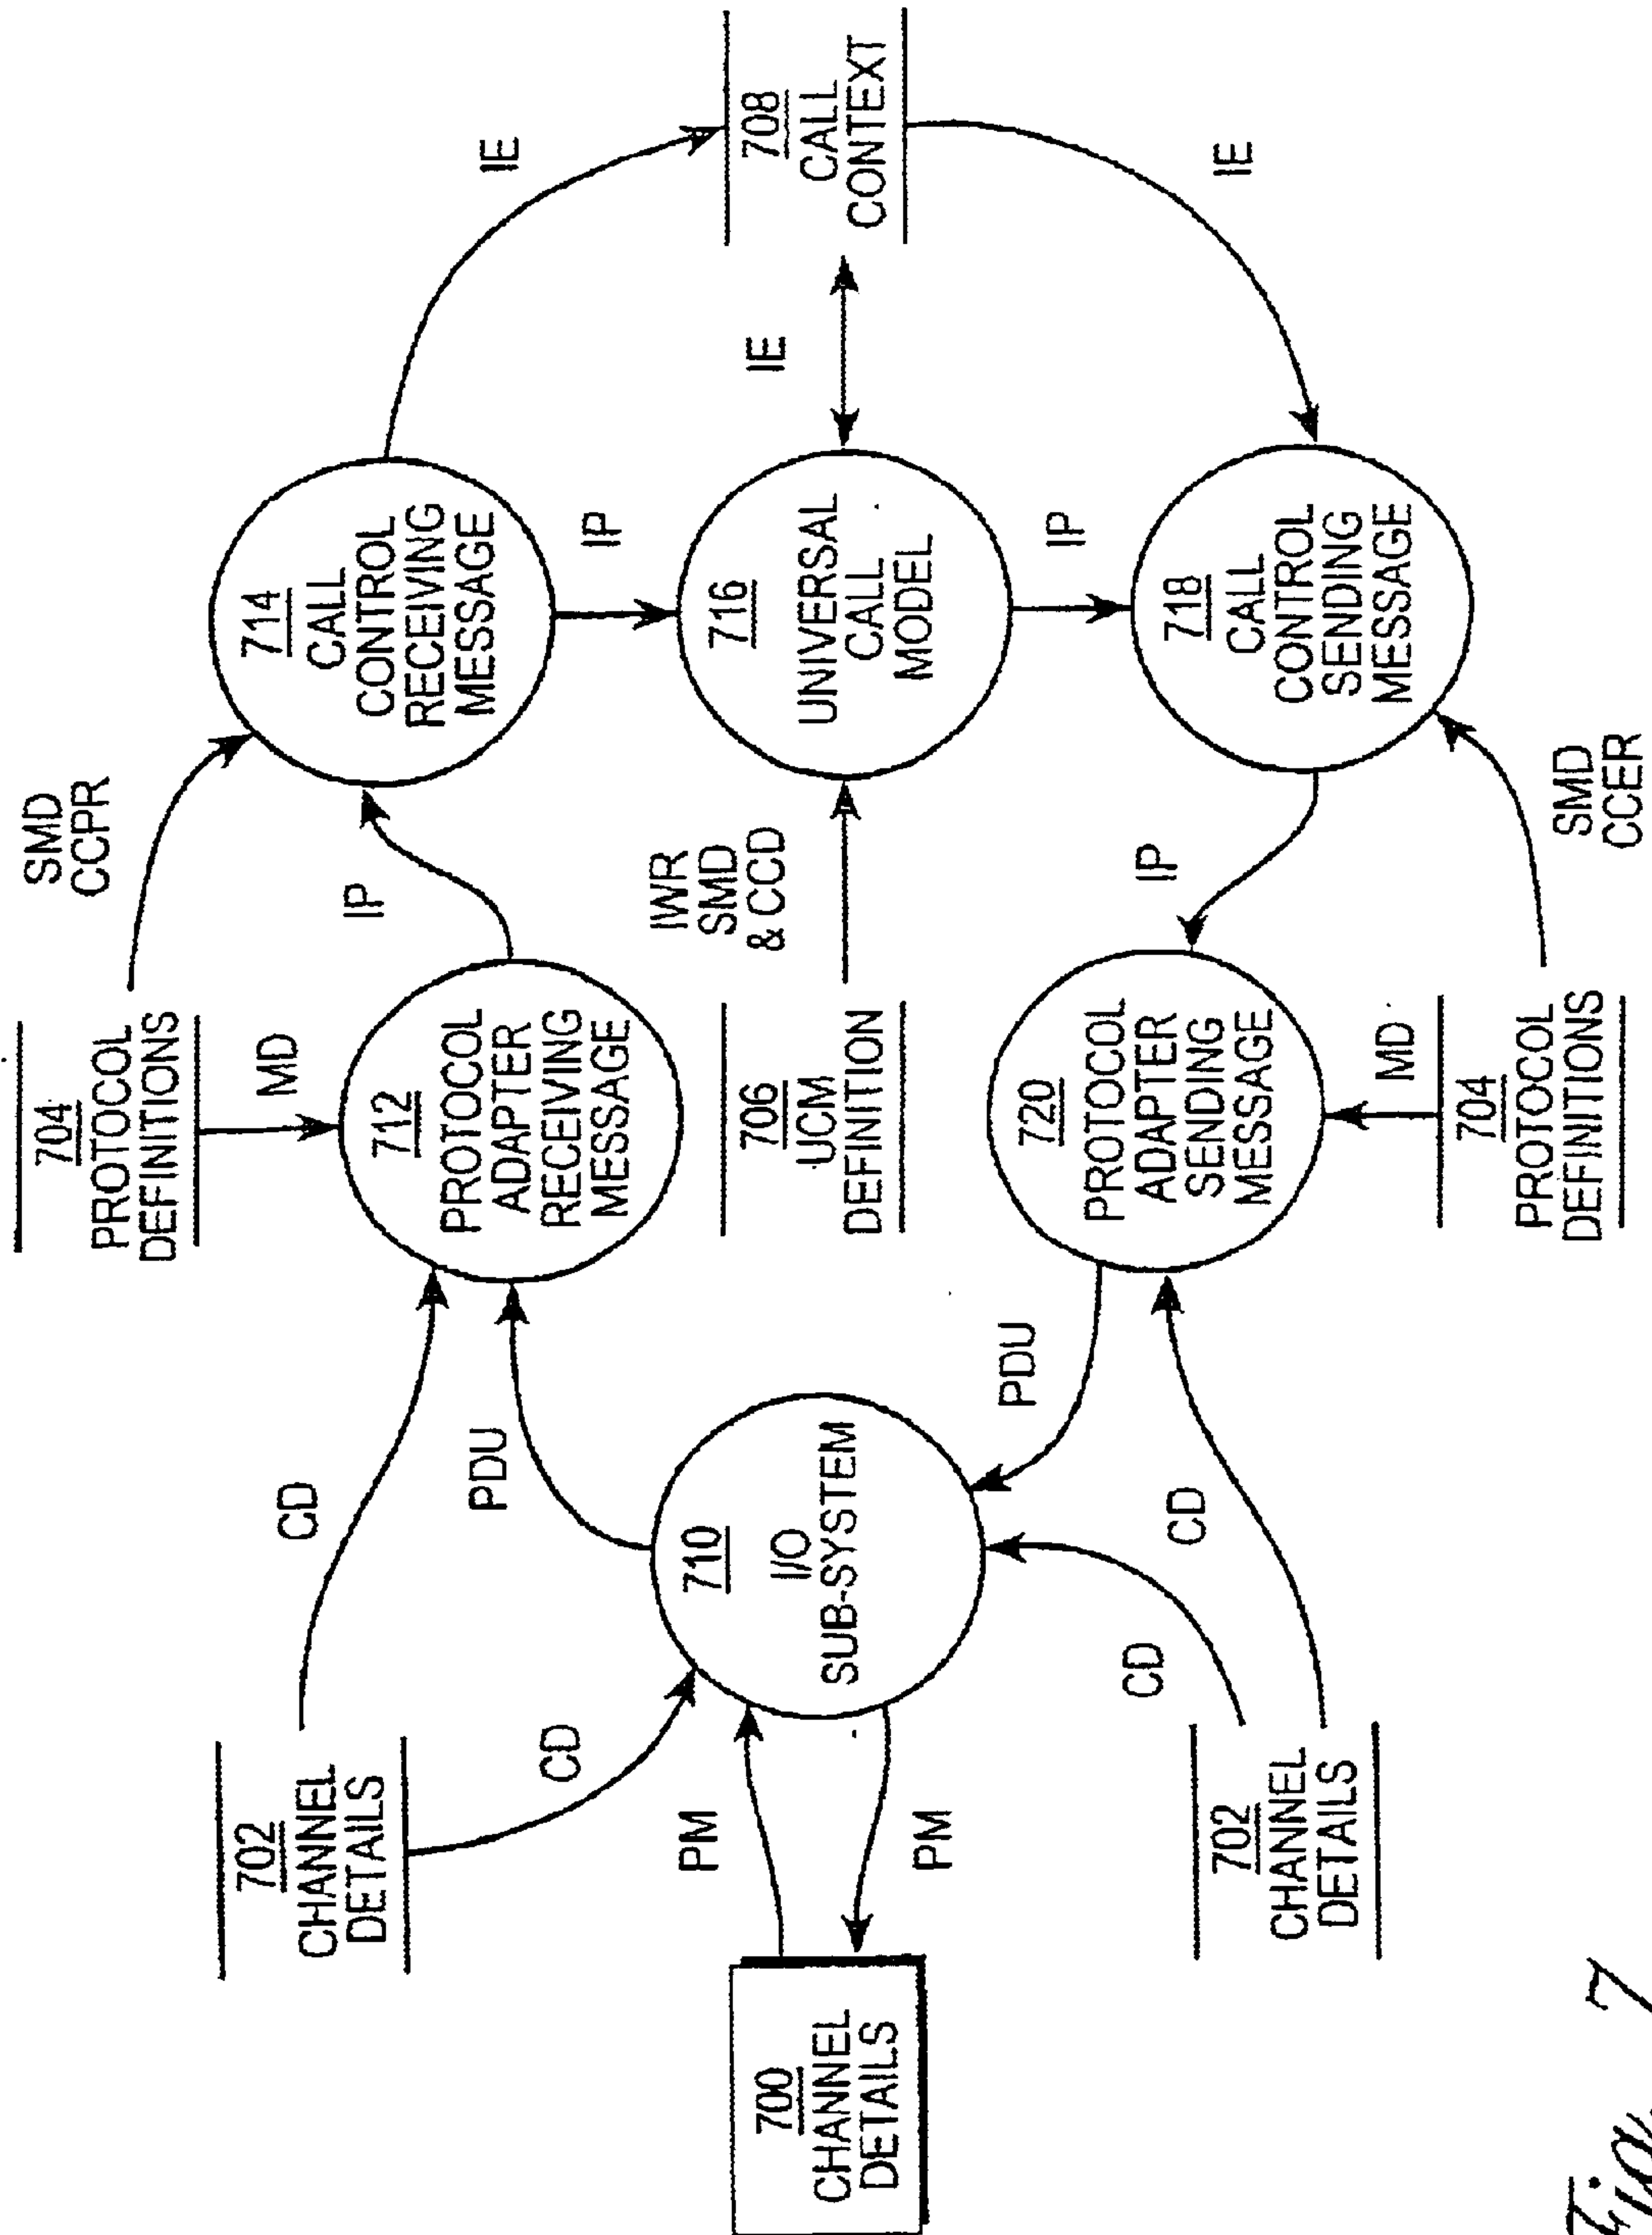 700
CHANNEL
DETAILS
PM
PM
702
CHANNEL
DETAILS
CD
CD
702
CHANNEL
DETAILS
CD
CD
710
I/O
SUB-SYSTEM
PDU
PDU
704
PROTOCOL
DEFINITIONS
MD
SMD
CCPR
712
PROTOCOL
ADAPTER
RECEIVING
MESSAGE
IP
706
UCM
DEFINITION
IWR
SMD
& CCD
720
PROTOCOL
ADAPTER
SENDING
MESSAGE
IP
MD
704
PROTOCOL
DEFINITIONS
SMD
CCER
714
CALL
CONTROL
RECEIVING
MESSAGE
IP
716
UNIVERSAL
CALL
MODEL
IP
718
CALL
CONTROL
SENDING
MESSAGE
IE
IE
IE
708
CALL
CONTEXT
Fig. 7